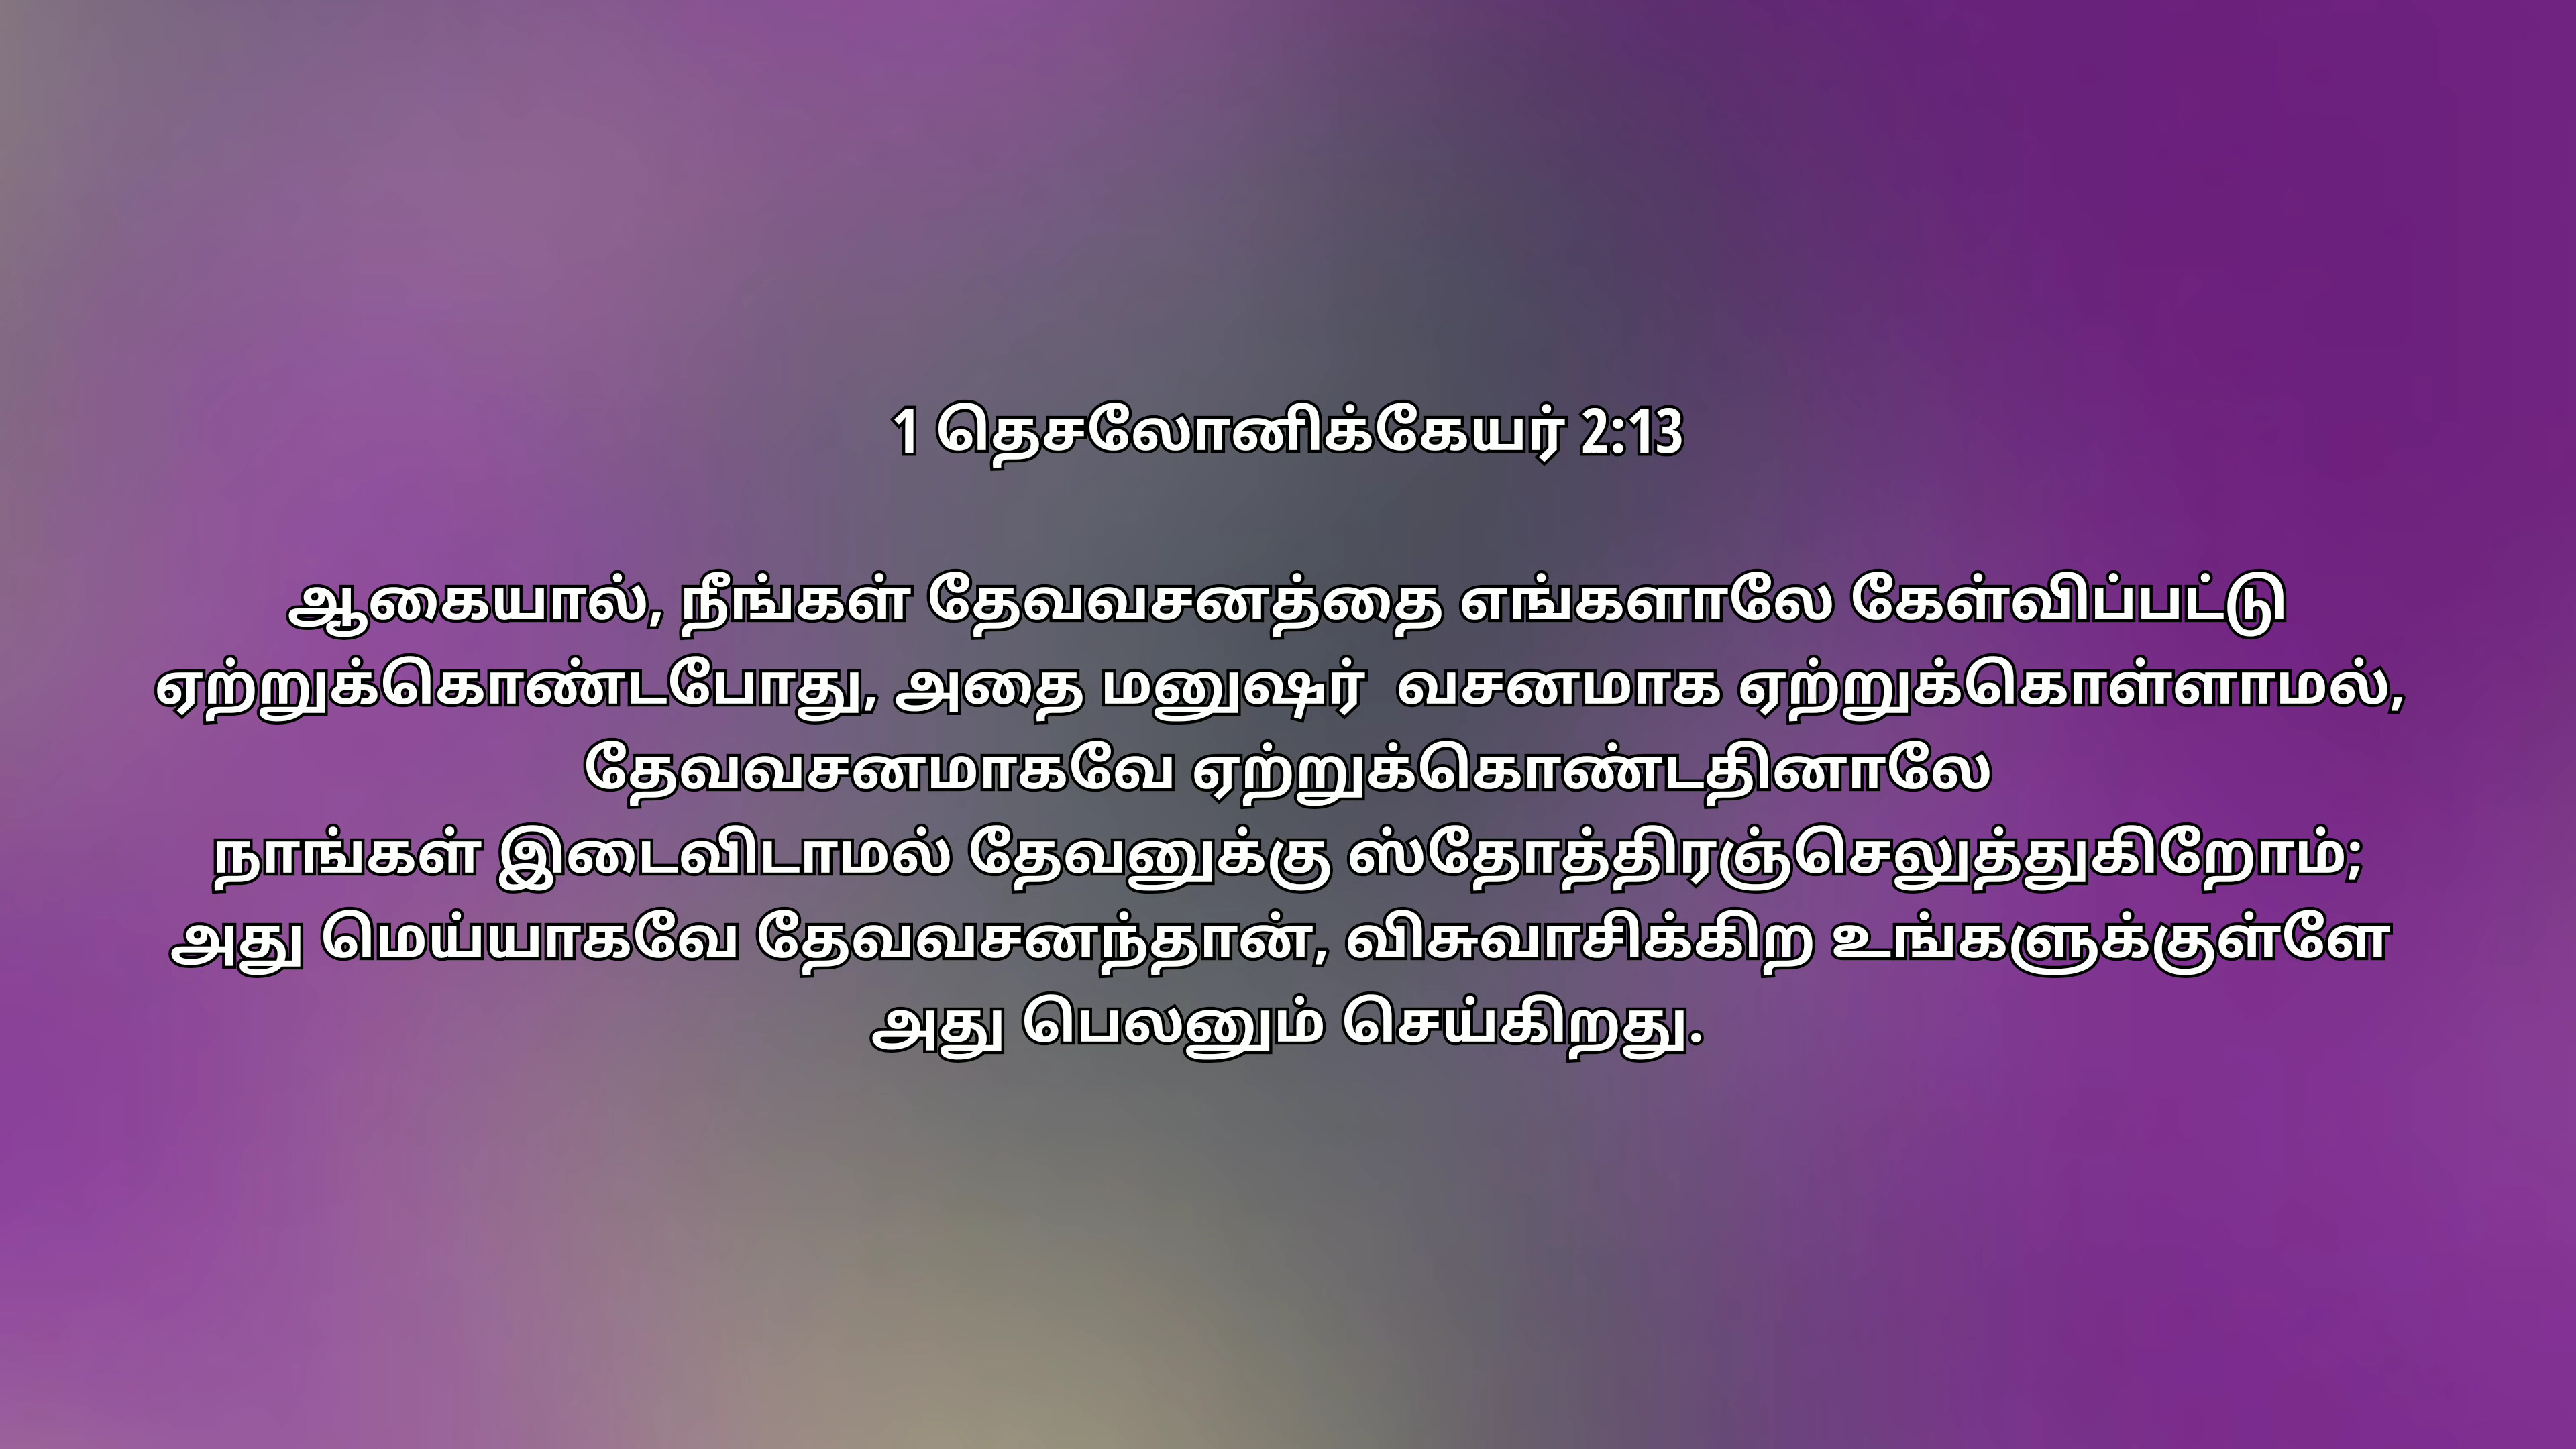 1 தெசலோனிக்கேயர் 2:13
ஆகையால், நீங்கள் தேவவசனத்தை எங்களாலே கேள்விப்பட்டு
ஏற்றுக்கொண்டபோது, அதை மனுஷர்  வசனமாக ஏற்றுக்கொள்ளாமல்,
தேவவசனமாகவே ஏற்றுக்கொண்டதினாலே
நாங்கள் இடைவிடாமல் தேவனுக்கு ஸ்தோத்திரஞ்செலுத்துகிறோம்;
அது மெய்யாகவே தேவவசனந்தான், விசுவாசிக்கிற உங்களுக்குள்ளே
அது பெலனும் செய்கிறது.